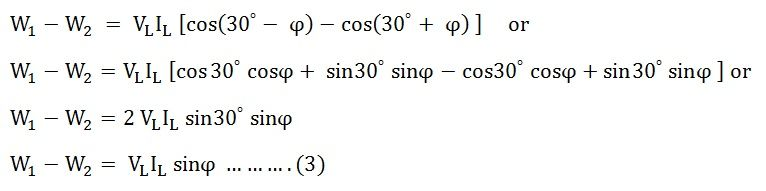 W₁ − W₂ = V_L I_L [cos(30° − φ) − cos(30° + φ) ] or
W₁ − W₂ = V_L I_L [cos 30° cosφ + sin30° sinφ − cos30° cosφ + sin30° sinφ ] or
W₁ − W₂ = 2 V_L I_L sin30° sinφ
W₁ − W₂ = V_L I_L sinφ … … … . (3)